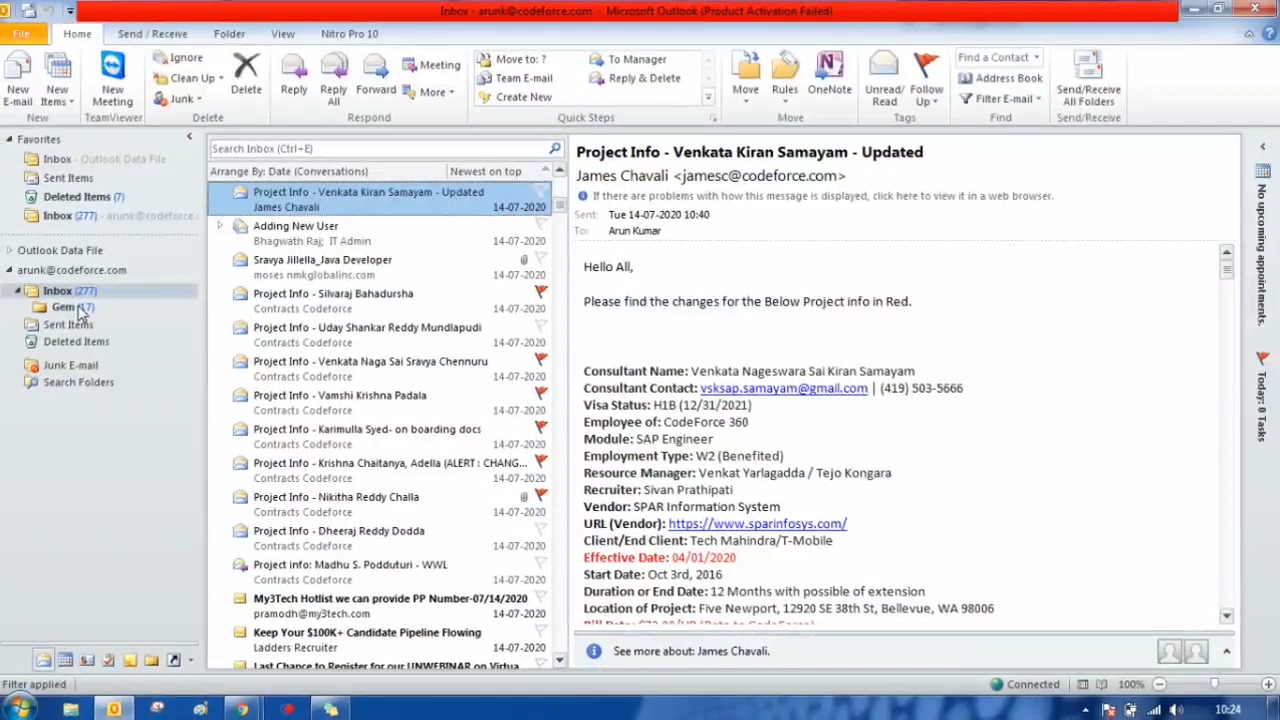 Inbox - arunk@codeforce.com - Microsoft Outlook (Product Activation Failed)
File
Home
Send / Receive
Folder
View
Nitro Pro 10
New E-mail
New Items
New
New Meeting
TeamViewer
Ignore
Clean Up
Junk
Delete
Delete
Reply
Reply All
Forward
Meeting
More
Respond
Move to: ?
Team E-mail
Create New
To Manager
Reply & Delete
Quick Steps
Move
Rules
OneNote
Move
Unread/ Read
Follow Up
Tags
Find a Contact
Address Book
Filter E-mail
Find
Send/Receive All Folders
Send/Receive
Favorites
Inbox - Outlook Data File
Sent Items
Deleted Items (7)
Inbox (277) - arunk@codeforce.
Outlook Data File
arunk@codeforce.com
Inbox (277)
Gem (17)
Sent Items
Deleted Items
Junk E-mail
Search Folders
Search Inbox (Ctrl+E)
Arrange By: Date (Conversations)
Newest on top
Project Info - Venkata Kiran Samayam - Updated
James Chavali 14-07-2020
Adding New User
Bhagwath Raj; IT Admin 14-07-2020
Sravya Jillella_Java Developer
moses nmkglobalinc.com 14-07-2020
Project Info - Silvaraj Bahadursha
Contracts Codeforce 14-07-2020
Project Info - Uday Shankar Reddy Mundlapudi
Contracts Codeforce 14-07-2020
Project Info - Venkata Naga Sai Sravya Chennuru
Contracts Codeforce 14-07-2020
Project Info - Vamshi Krishna Padala
Contracts Codeforce 14-07-2020
Project Info - Karimulla Syed- on boarding docs
Contracts Codeforce 14-07-2020
Project Info - Krishna Chaitanya, Adella (ALERT : CHANG...
Contracts Codeforce 14-07-2020
Project Info - Nikitha Reddy Challa
Contracts Codeforce 14-07-2020
Project Info - Dheeraj Reddy Dodda
Contracts Codeforce 14-07-2020
Project info: Madhu S. Podduturi - WWL
Contracts Codeforce 14-07-2020
My3Tech Hotlist we can provide PP Number-07/14/2020
pramodh@my3tech.com 14-07-2020
Keep Your $100K+ Candidate Pipeline Flowing
Ladders Recruiter 14-07-2020
Last Chance to Register for our UNWEBINAR on Virtua
Project Info - Venkata Kiran Samayam - Updated
James Chavali <jamesc@codeforce.com>
If there are problems with how this message is displayed, click here to view it in a web browser.
Sent: Tue 14-07-2020 10:40
To: Arun Kumar
Hello All,
Please find the changes for the Below Project info in Red.
Consultant Name: Venkata Nageswara Sai Kiran Samayam
Consultant Contact: vsksap.samayam@gmail.com | (419) 503-5666
Visa Status: H1B (12/31/2021)
Employee of: CodeForce 360
Module: SAP Engineer
Employment Type: W2 (Benefited)
Resource Manager: Venkat Yarlagadda / Tejo Kongara
Recruiter: Sivan Prathipati
Vendor: SPAR Information System
URL (Vendor): https://www.sparinfosys.com/
Client/End Client: Tech Mahindra/T-Mobile
Effective Date: 04/01/2020
Start Date: Oct 3rd, 2016
Duration or End Date: 12 Months with possible of extension
Location of Project: Five Newport, 12920 SE 38th St, Bellevue, WA 98006
See more about: James Chavali.
No upcoming appointments.
Today: 0 Tasks
Filter applied
Connected
100%
10:24